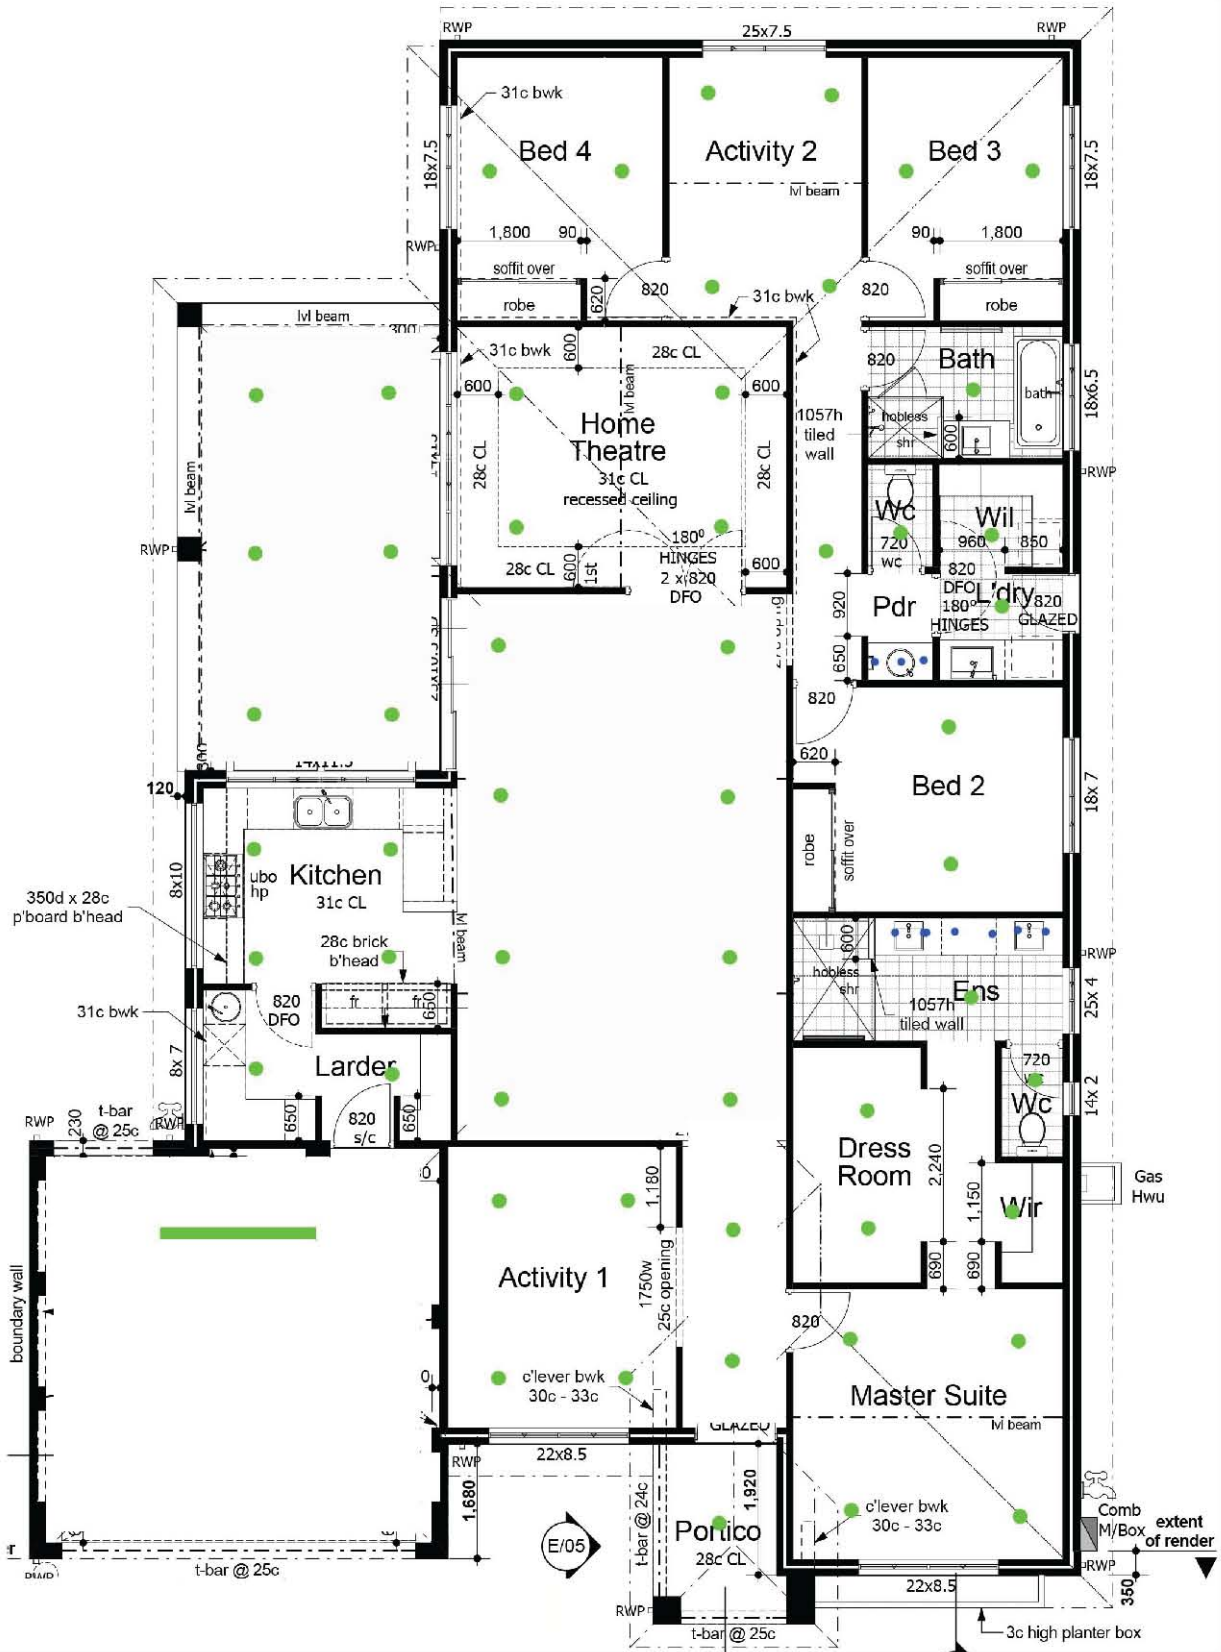 RWP
25x7.5
RWP
31c bwk
Bed 4
Activity 2
Bed 3
18x7.5
18x7.5
lvl beam
1,800
90
90
1,800
RWP
soffit over
soffit over
robe
620
820
31c bwk
820
robe
lvl beam
300
31c bwk
600
28c CL
820
Bath
600
lvl beam
600
bath
18x6.5
Home
Theatre
1057h
tiled
wall
hobless
shr
600
28c CL
31c CL
recessed ceiling
28c CL
lvl beam
RWP
Wc
Wil
RWP
180⁰
HINGES
2 x 820
DFO
720
wc
960
850
28c CL
600
1st
600
820
DFO
180⁰
HINGES
L'dry
820
GLAZED
920
Pdr
650
820
620
14x11.5
120
Bed 2
18x 7
robe
soffit over
8x10
ubo
hp
Kitchen
31c CL
350d x 28c
p'board b'head
28c brick
b'head
lvl beam
600
RWP
hobless
shr
Ens
25x 4
1057h
tiled wall
fr
fr
650
820
DFO
31c bwk
8x 7
Larder
720
wc
Wc
14x 2
RWP
230
t-bar
@ 25c
RWP
650
820
s/c
650
Dress
Room
2,240
1,180
1,150
Wir
Gas
Hwu
690
690
boundary wall
Activity 1
1750w
25c opening
820
c'lever bwk
30c - 33c
Master Suite
lvl beam
GLAZED
22x8.5
RWP
1,680
1,920
t-bar @ 24c
c'lever bwk
30c - 33c
Portico
28c CL
E/05
Comb
M/Box
extent
of render
RWP
t-bar @ 25c
RWP
22x8.5
350
RWP
t-bar @ 25c
3c high planter box